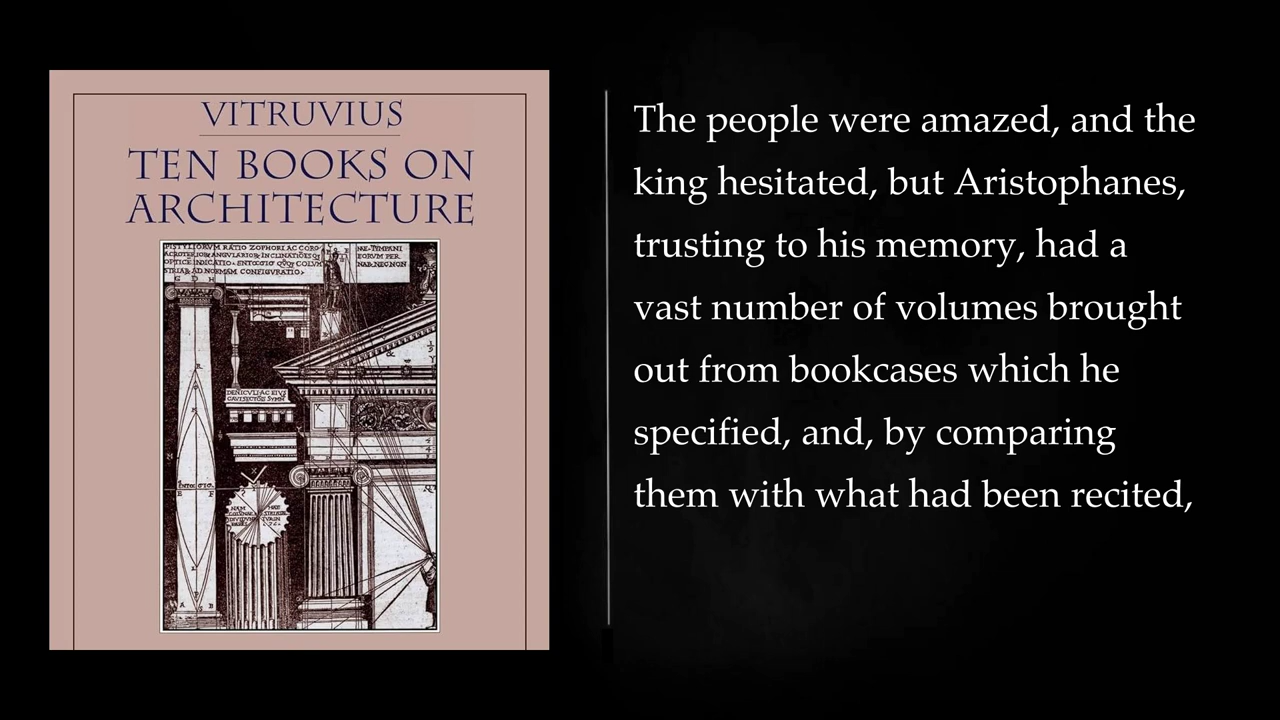 VITRUVIUS
TEN BOOKS ON
ARCHITECTURE
The people were amazed, and the
king hesitated, but Aristophanes,
trusting to his memory, had a
vast number of volumes brought
out from bookcases which he
specified, and, by comparing
them with what had been recited,